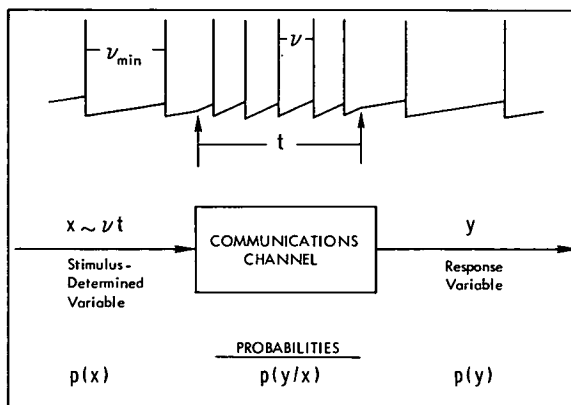 ν_min
ν
t
x ~ νt
Stimulus-
Determined
Variable
COMMUNICATIONS
CHANNEL
y
Response
Variable
PROBABILITIES
p(x)
p(y/x)
p(y)